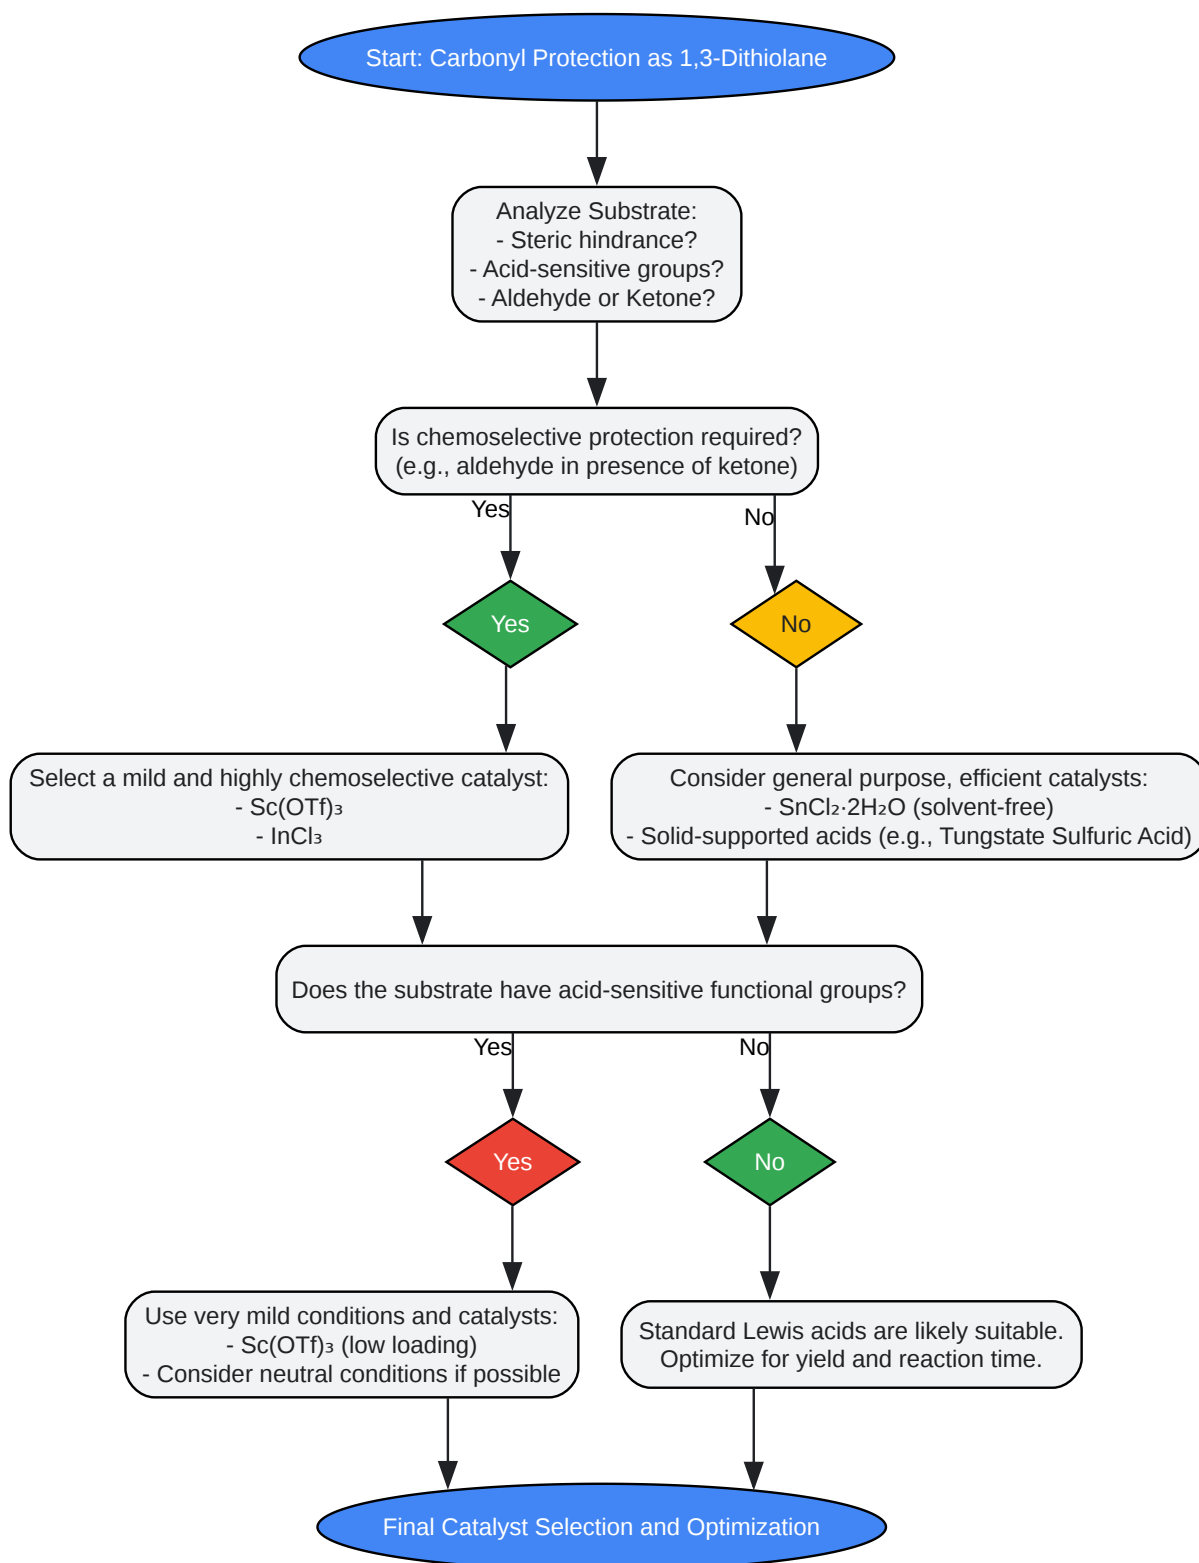 Start: Carbonyl Protection as 1,3-Dithiolane
Analyze Substrate:
- Steric hindrance?
- Acid-sensitive groups?
- Aldehyde or Ketone?
Is chemoselective protection required?
(e.g., aldehyde in presence of ketone)
Yes
No
Yes
No
Select a mild and highly chemoselective catalyst:
- Sc(OTf)₃
- InCl₃
Consider general purpose, efficient catalysts:
- SnCl₂·2H₂O (solvent-free)
- Solid-supported acids (e.g., Tungstate Sulfuric Acid)
Does the substrate have acid-sensitive functional groups?
Yes
No
Yes
No
Use very mild conditions and catalysts:
- Sc(OTf)₃ (low loading)
- Consider neutral conditions if possible
Standard Lewis acids are likely suitable.
Optimize for yield and reaction time.
Final Catalyst Selection and Optimization